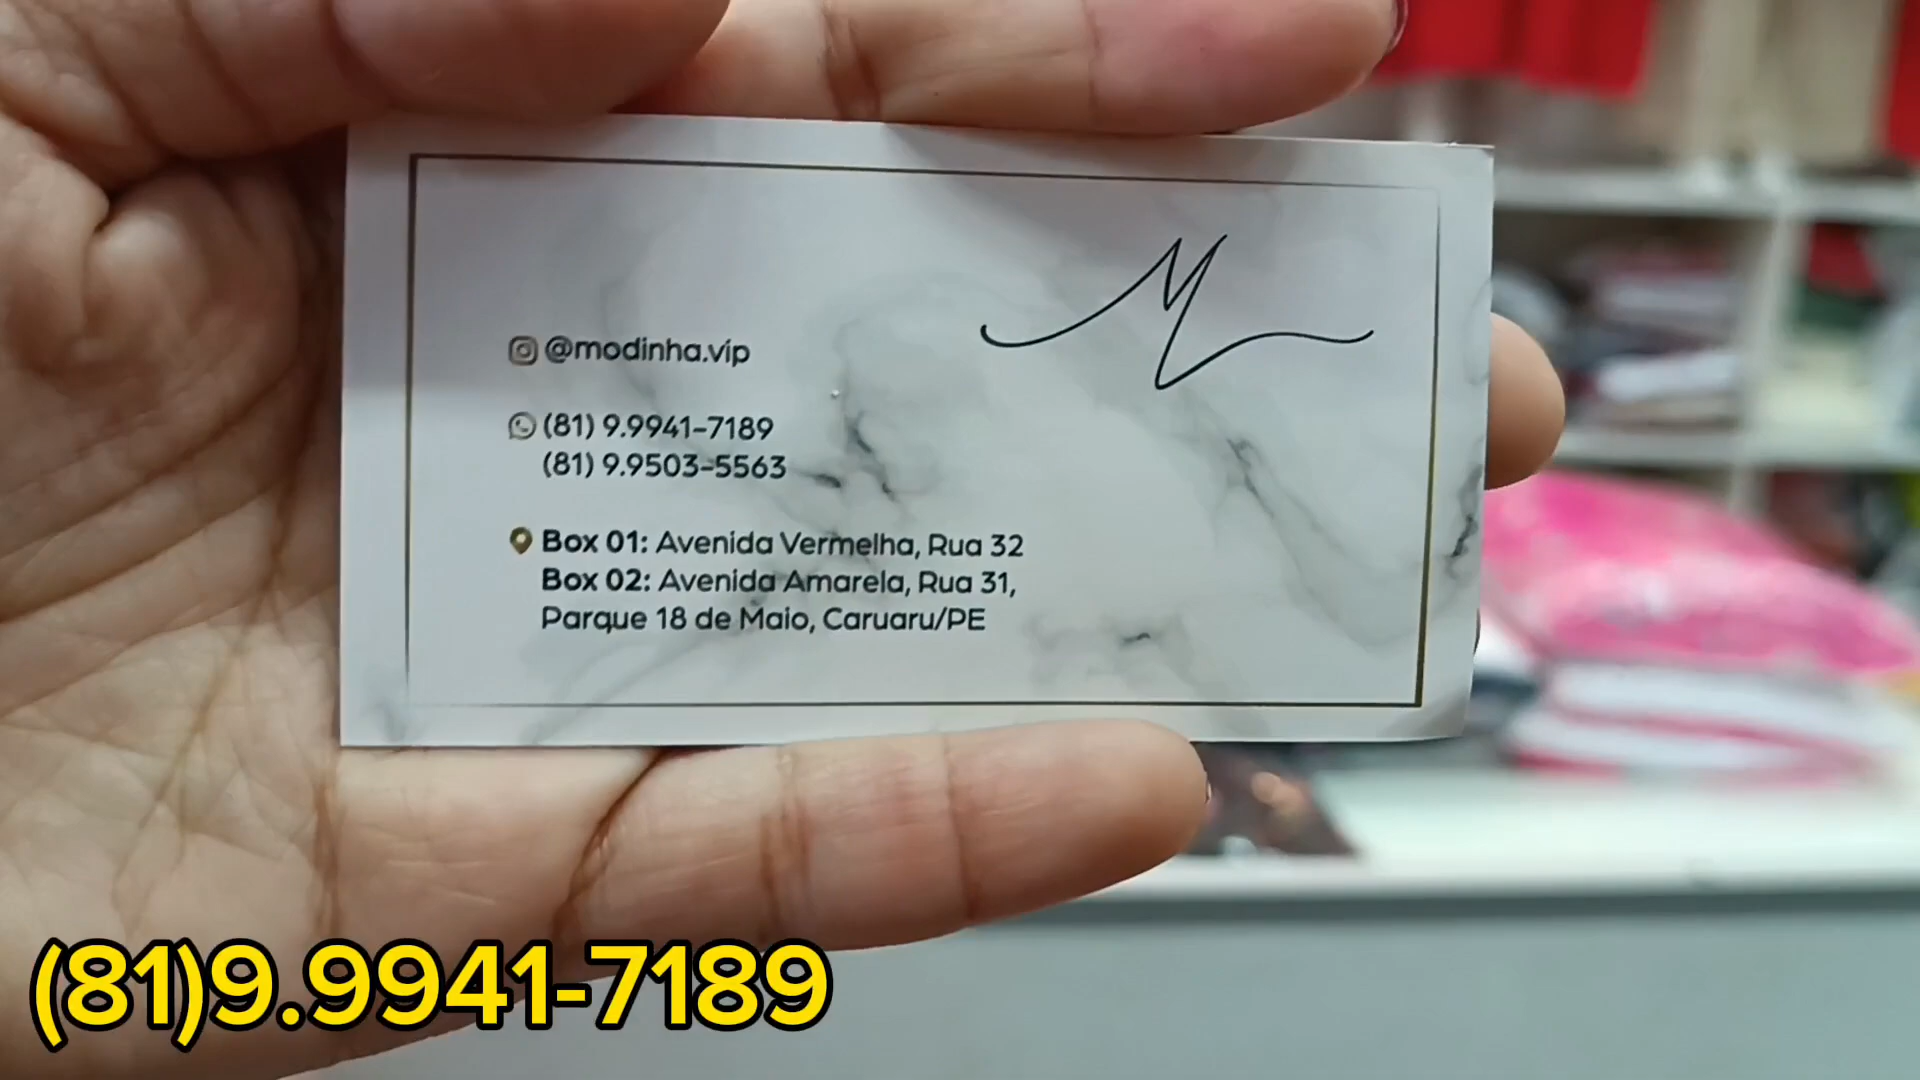 M
@modinha.vip
(81) 9.9941-7189
(81) 9.9503-5563
Box 01: Avenida Vermelha, Rua 32
Box 02: Avenida Amarela, Rua 31,
Parque 18 de Maio, Caruaru/PE
(81)9.9941-7189